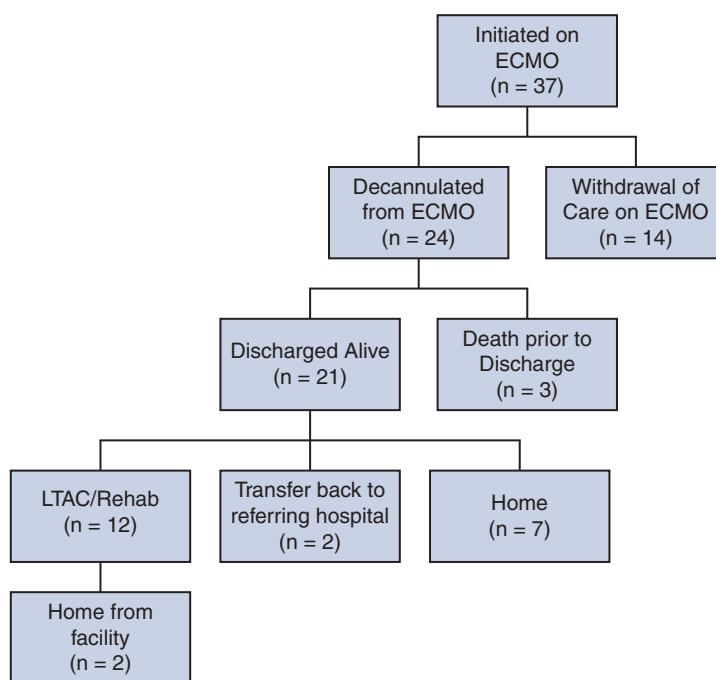 Initiated on
ECMO
(n = 37)
Decannulated
from ECMO
(n = 24)
Withdrawal of
Care on ECMO
(n = 14)
Discharged Alive
(n = 21)
Death prior to
Discharge
(n = 3)
LTAC/Rehab
(n = 12)
Transfer back to
referring hospital
(n = 2)
Home
(n = 7)
Home from
facility
(n = 2)